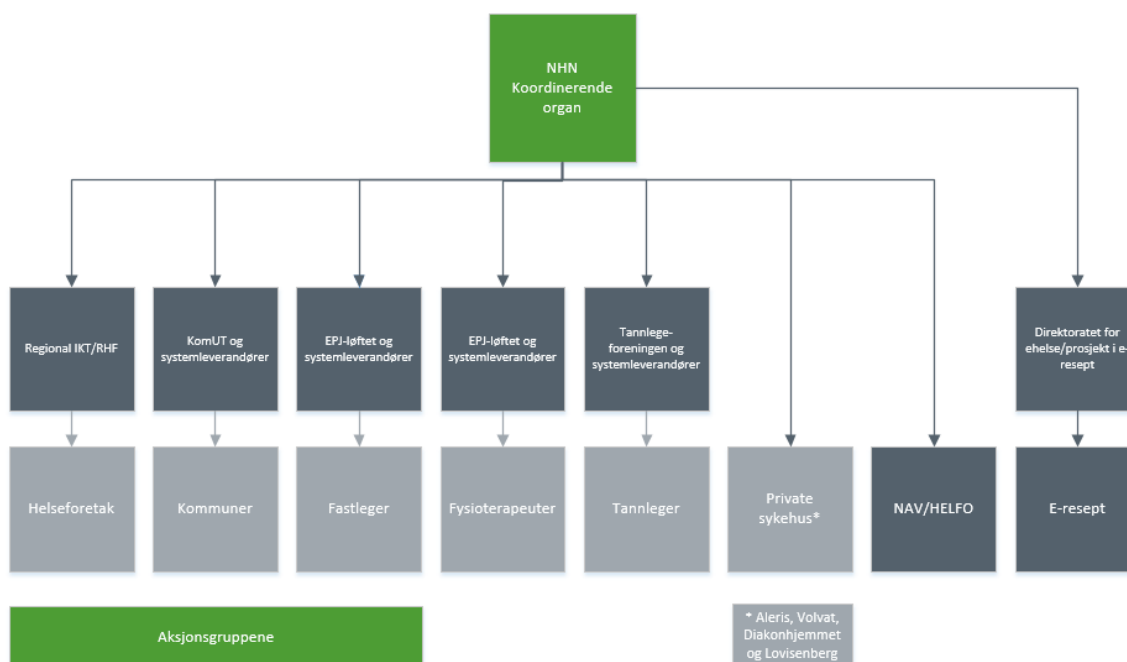 NHN
Koordinerende
organ
Regional IKT/RHF
KomUT og
systemleverandører
EPJ-løftet og
systemleverandører
EPJ-løftet og
systemleverandører
Tannlege-
foreningen og
systemleverandører
Direktoratet for
ehelse/prosjekt i e-
resept
Helseforetak
Kommuner
Fastleger
Fysioterapeuter
Tannleger
Private
sykehus*
NAV/HELFO
E-resept
Aksjonsgruppene
* Aleris, Volvat,
Diakonhjemmet
og Lovisenberg